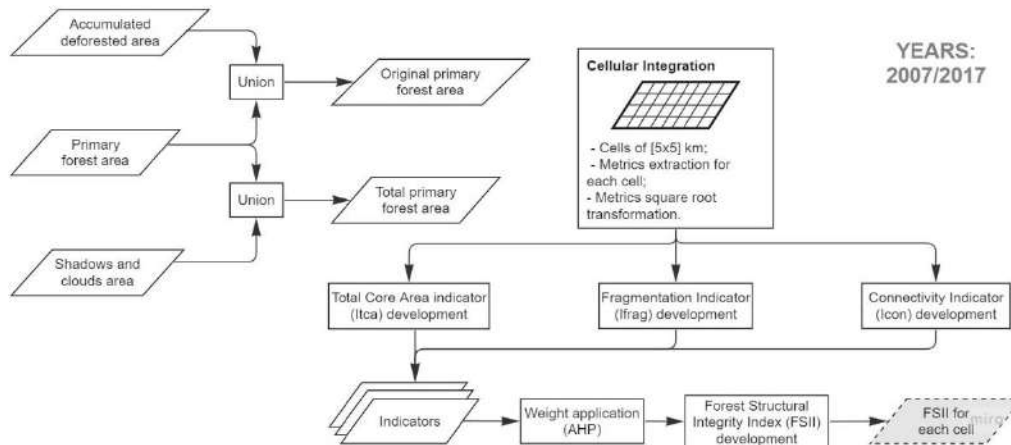 Accumulated
deforested area
Union
Original primary
forest area
Primary
forest area
Union
Total primary
forest area
Shadows and
clouds area
YEARS:
2007/2017
Cellular Integration
- Cells of [5x5] km;
- Metrics extraction for
each cell;
- Metrics square root
transformation.
Total Core Area indicator
(Itca) development
Fragmentation Indicator
(Ifrag) development
Connectivity Indicator
(Icon) development
Indicators
Weight application
(AHP)
Forest Structural
Integrity Index (FSII)
development
FSII for
each cell
miro